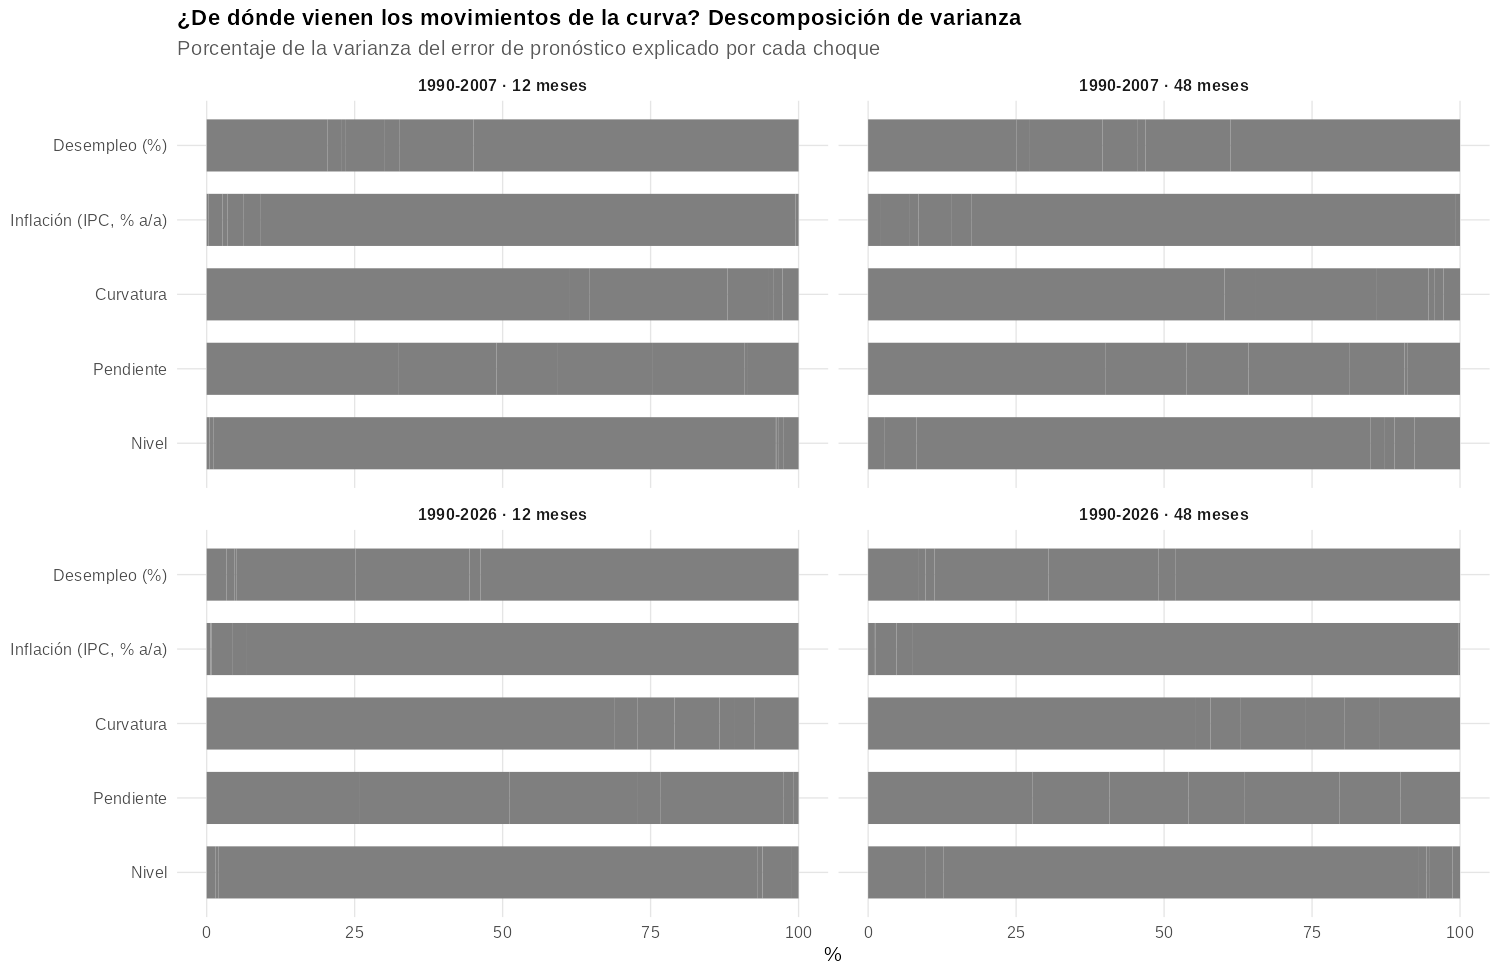 ¿De dónde vienen los movimientos de la curva? Descomposición de varianza
Porcentaje de la varianza del error de pronóstico explicado por cada choque
1990-2007 · 12 meses
1990-2007 · 48 meses
Desempleo (%)
Inflación (IPC, % a/a)
Curvatura
Pendiente
Nivel
1990-2026 · 12 meses
1990-2026 · 48 meses
Desempleo (%)
Inflación (IPC, % a/a)
Curvatura
Pendiente
Nivel
0 25 50 75 100 0 25 50 75 100
%